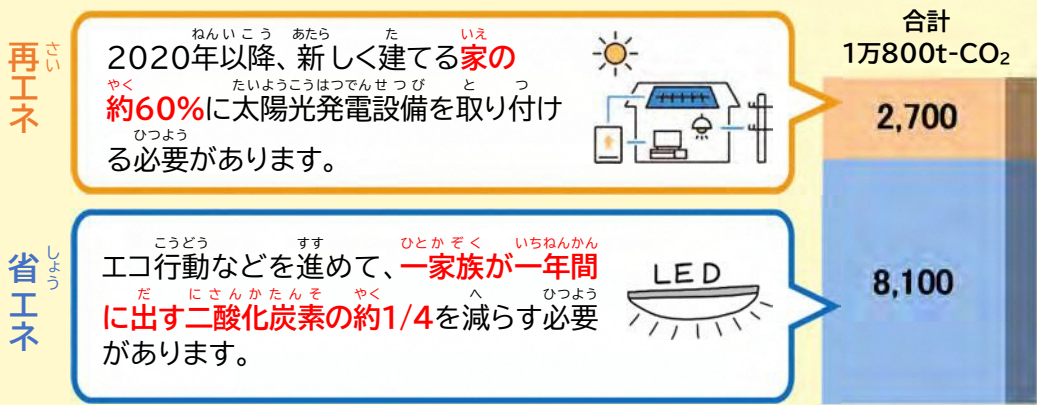 再エネ
さい
ねんいこう あたら た いえ
2020年以降、新しく建てる家の
やく たいようこうはつでんせつび と つ
約60%に太陽光発電設備を取り付け
ひつよう
る必要があります。
合計
1万800t-CO₂
2,700
省エネ
しょう
こうどう すす ひとかぞく いちねんかん
エコ行動などを進めて、一家族が一年間
だ にさんかたんそ やく へ ひつよう
に出す二酸化炭素の約1/4を減らす必要
があります。
LED
8,100